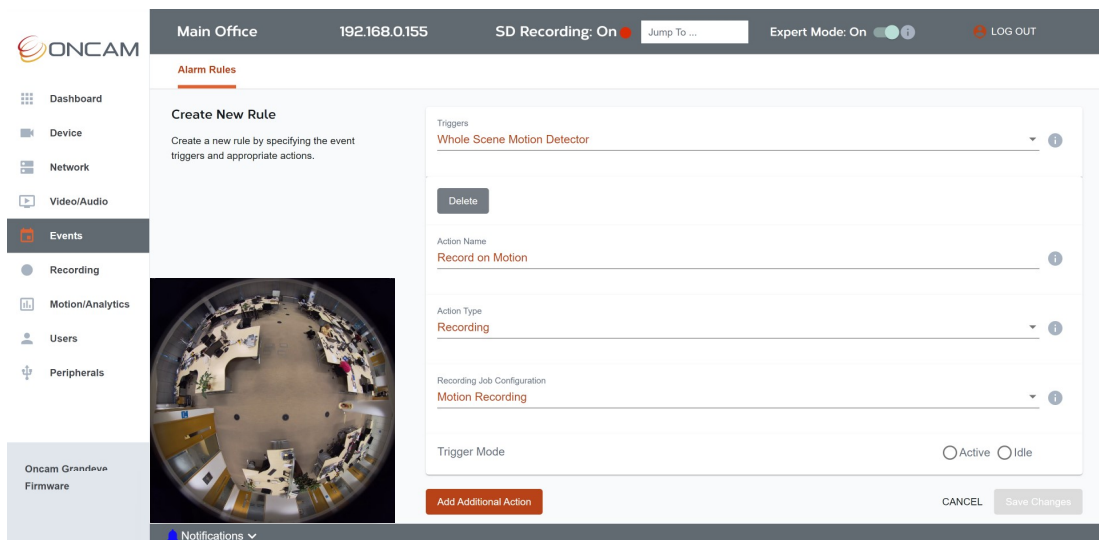 ONCAM
Main Office
192.168.0.155
SD Recording: On
Jump To ...
Expert Mode: On
LOG OUT
Alarm Rules
Dashboard
Device
Network
Video/Audio
Events
Recording
Motion/Analytics
Users
Peripherals
Oncam Grandeye
Firmware
Create New Rule
Create a new rule by specifying the event
triggers and appropriate actions.
Triggers
Whole Scene Motion Detector
Delete
Action Name
Record on Motion
Action Type
Recording
Recording Job Configuration
Motion Recording
Trigger Mode
Active
Idle
Add Additional Action
CANCEL
Save Changes
Notifications